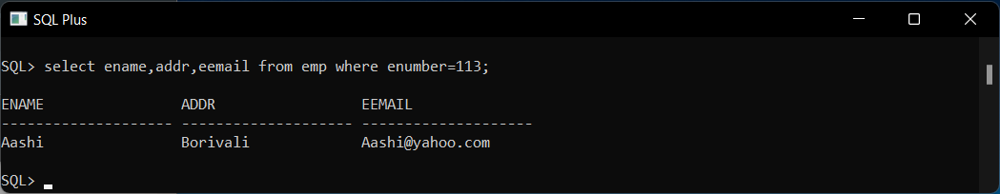 SQL Plus
SQL> select ename,addr,eemail from emp where enumber=113;
ENAME                ADDR                 EEMAIL
-------------------- -------------------- --------------------
Aashi                Borivali             Aashi@yahoo.com
SQL>